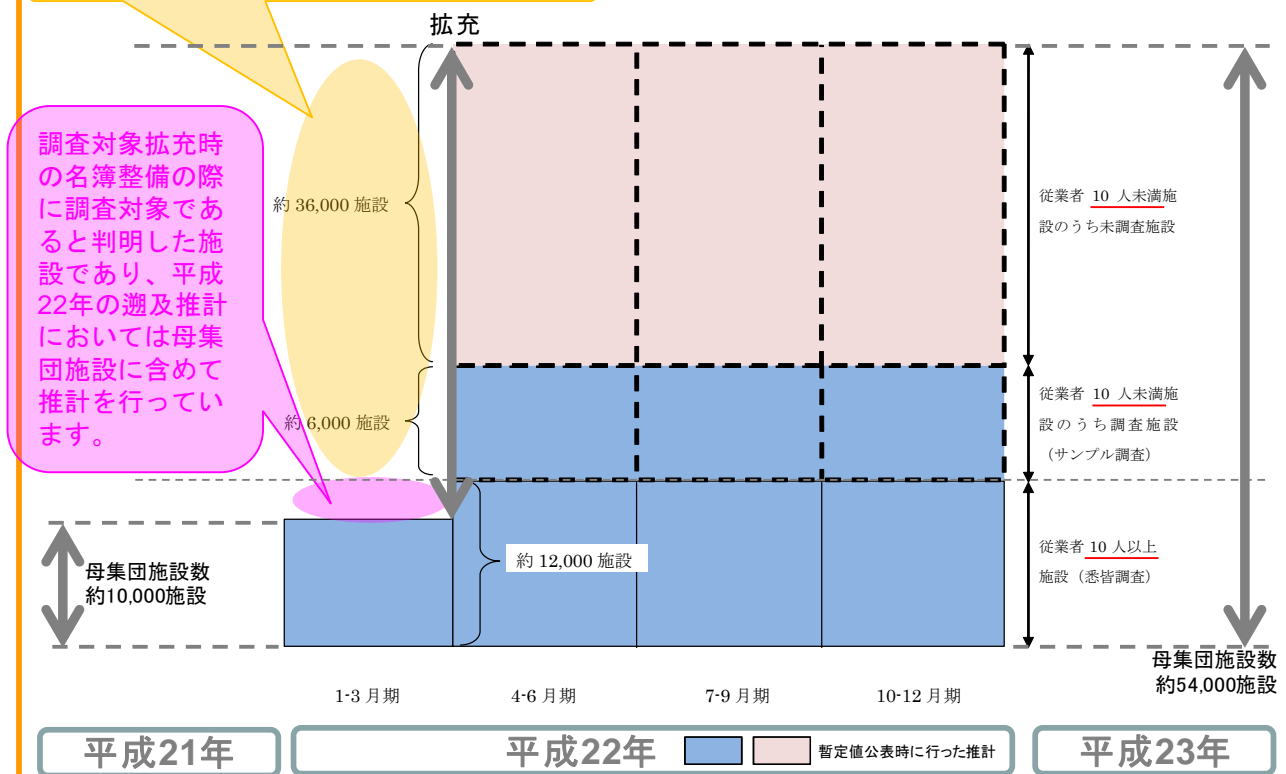 拡充
調査対象拡充時
の名簿整備の際
に調査対象であ
ると判明した施
設であり、平成
22年の遡及推計
においては母集
団施設に含めて
推計を行ってい
ます。
約 36,000 施設
約 6,000 施設
約 12,000 施設
従業者 10 人未満施
設のうち未調査施設
従業者 10 人未満施
設のうち調査施設
（サンプル調査）
従業者 10 人以上
施設（悉皆調査）
母集団施設数
約10,000施設
母集団施設数
約54,000施設
1-3 月期
4-6 月期
7-9 月期
10-12 月期
平成21年
平成22年
暫定値公表時に行った推計
平成23年